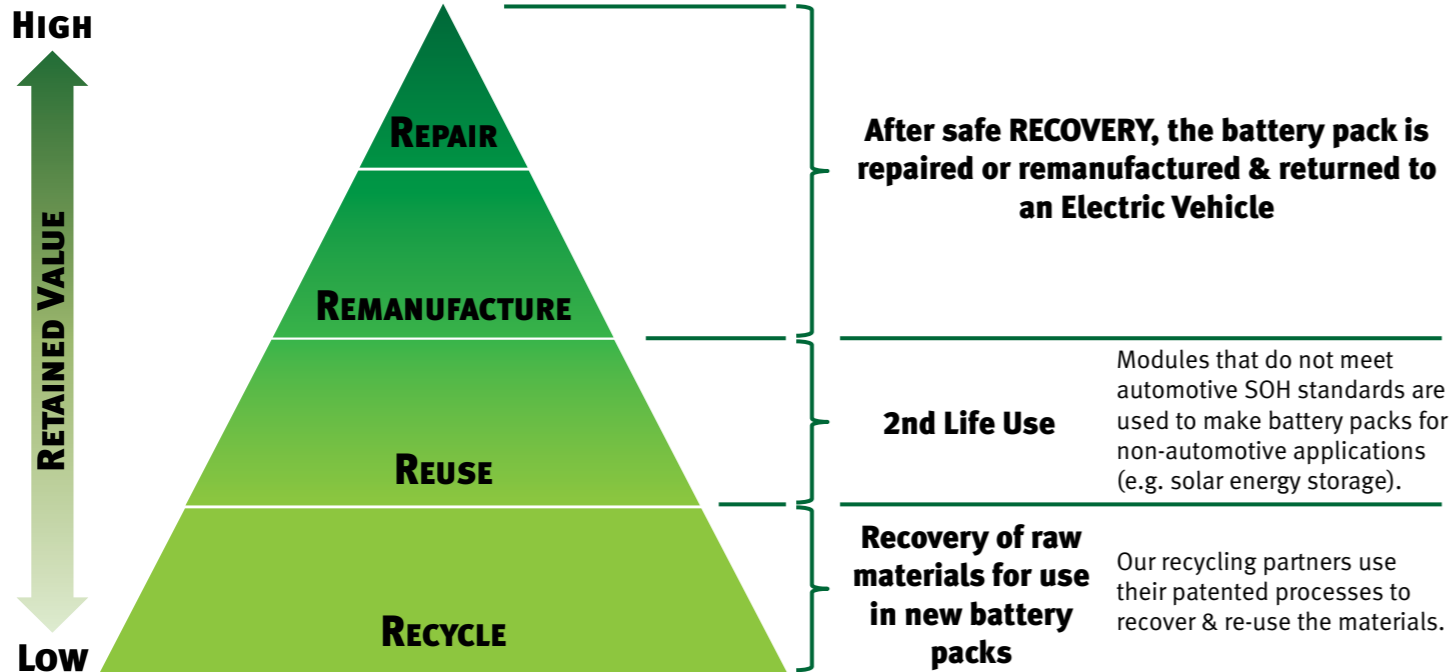 HIGH
RETAINED VALUE
LOW
REPAIR
REMANUFACTURE
REUSE
RECYCLE
After safe RECOVERY, the battery pack is
repaired or remanufactured & returned to
an Electric Vehicle
2nd Life Use
Modules that do not meet
automotive SOH standards are
used to make battery packs for
non-automotive applications
(e.g. solar energy storage).
Recovery of raw
materials for use
in new battery
packs
Our recycling partners use
their patented processes to
recover & re-use the materials.